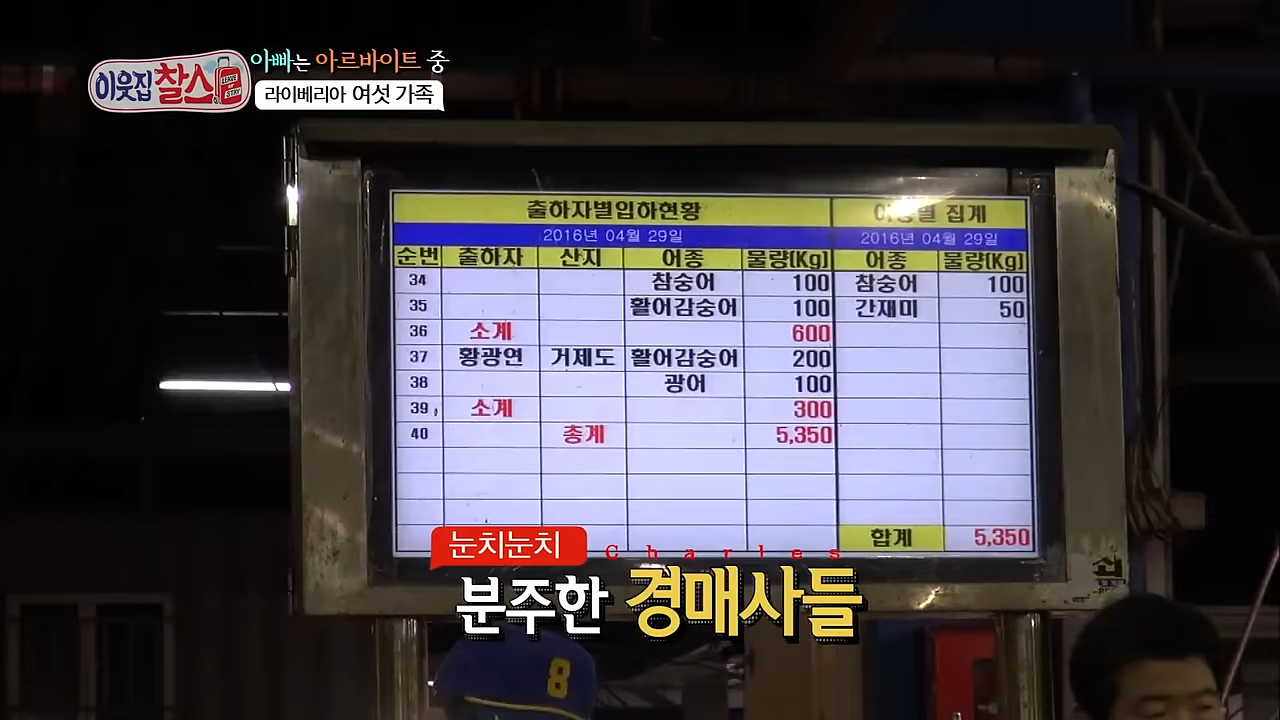 아빠는 아르바이트 중
이웃집 찰스
LEAVE or STAY
라이베리아 여섯 가족
출하자별입하현황 집계
2016년 04월 29일 2016년 04월 29일
순번 출하자 산지 어종 물량(Kg) 어종 물량(Kg)
34 참숭어 100 참숭어 100
35 활어감숭어 100 간재미 50
36 소계 600
37 황광연 거제도 활어감숭어 200
38 광어 100
39 소계 300
40 총계 5,350
합계 5,350
눈치눈치 Charles
분주한 경매사들
8